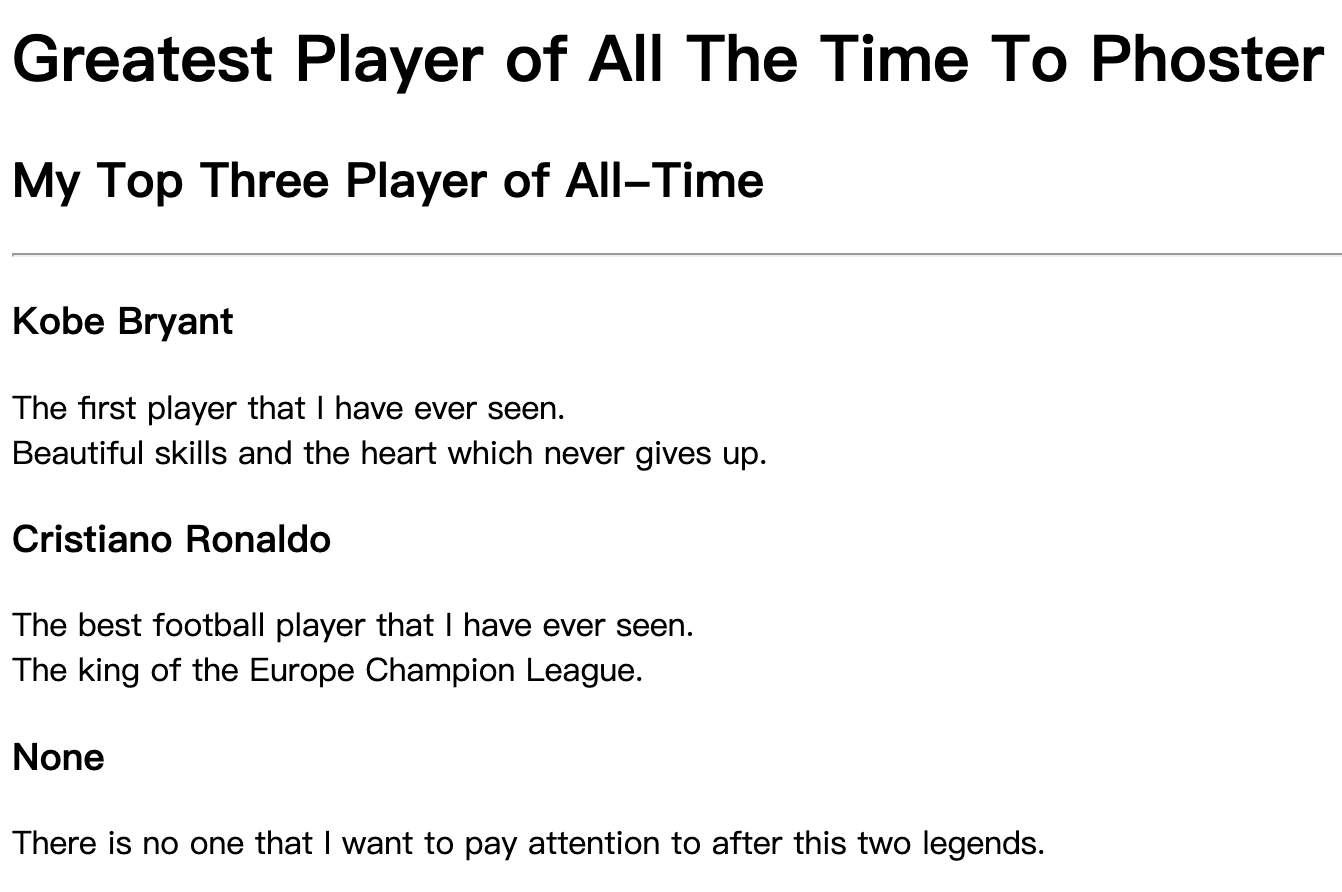 Greatest Player of All The Time To Phoster
My Top Three Player of All-Time
Kobe Bryant
The first player that I have ever seen.
Beautiful skills and the heart which never gives up.
Cristiano Ronaldo
The best football player that I have ever seen.
The king of the Europe Champion League.
None
There is no one that I want to pay attention to after this two legends.